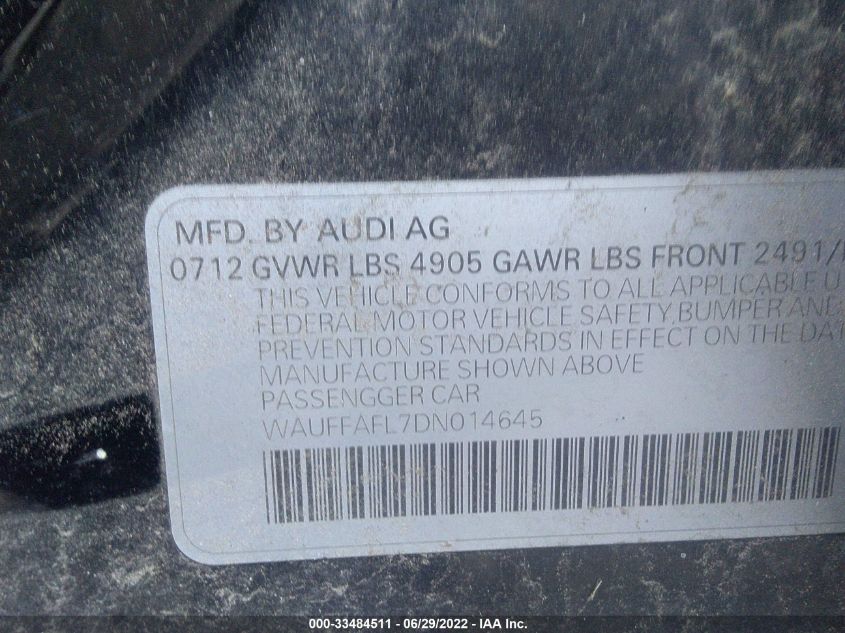 MFD. BY AUDI AG
0712 GVWR LBS 4905 GAWR LBS FRONT 2491/
THIS VEHICLE CONFORMS TO ALL APPLICABLE U
FEDERAL MOTOR VEHICLE SAFETY, BUMPER AND
PREVENTION STANDARDS IN EFFECT ON THE DAT
MANUFACTURE SHOWN ABOVE
PASSENGGER CAR
WAUFFAFL7DN014645
000-33484511 - 06/29/2022 - IAA Inc.